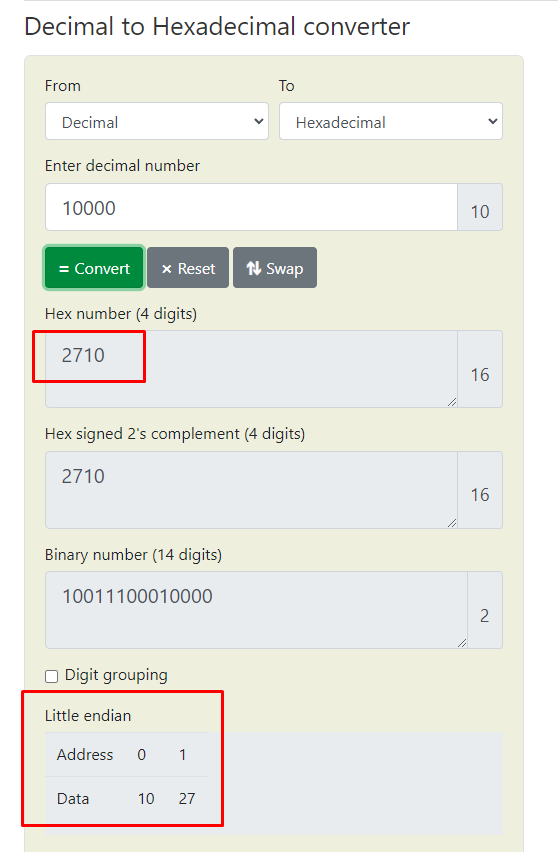 Decimal to Hexadecimal converter
From To
Decimal Hexadecimal
Enter decimal number
10000 10
= Convert × Reset Swap
Hex number (4 digits)
2710
16
Hex signed 2's complement (4 digits)
2710
16
Binary number (14 digits)
10011100010000
2
Digit grouping
Little endian
Address 0 1
Data 10 27